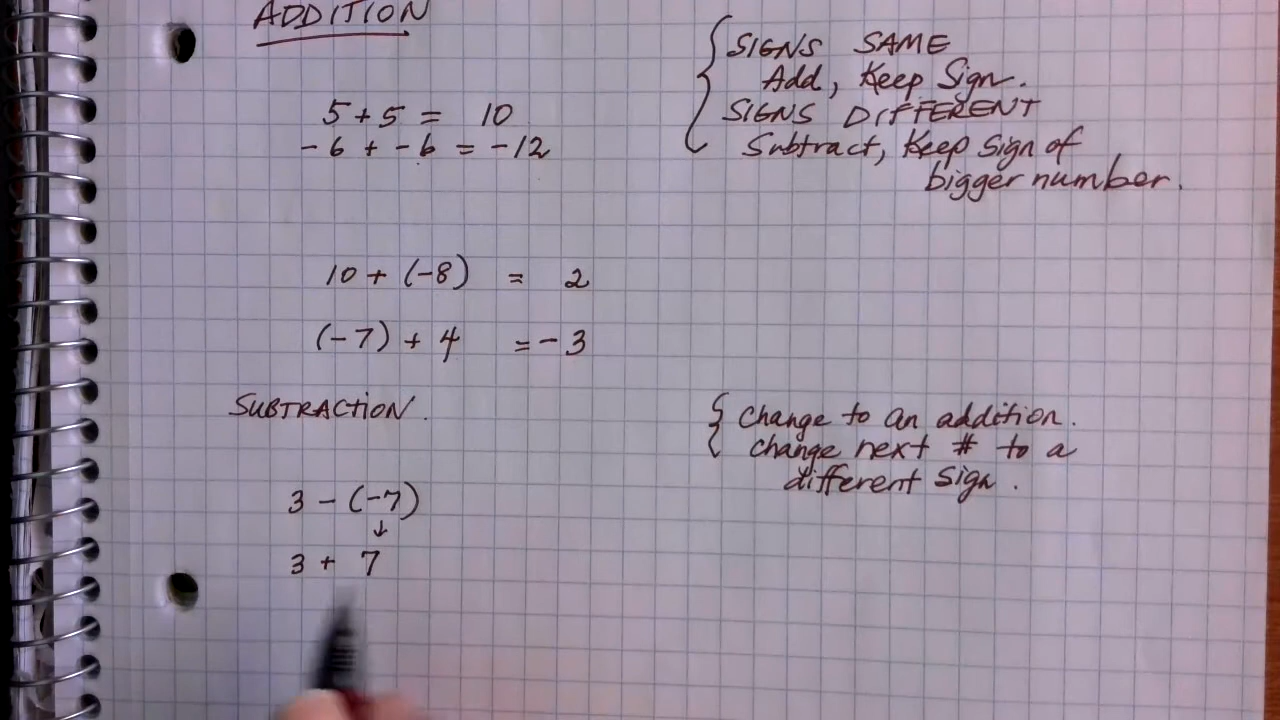 ADDITION
5 + 5 = 10
-6 + -6 = -12
10 + (-8) = 2
(-7) + 4 = -3
SIGNS SAME
Add, Keep Sign.
SIGNS DIFFERENT
Subtract, Keep Sign of
bigger number.
SUBTRACTION.
3 - (-7)
↓
3 + 7
Change to an addition.
change next # to a
different Sign.